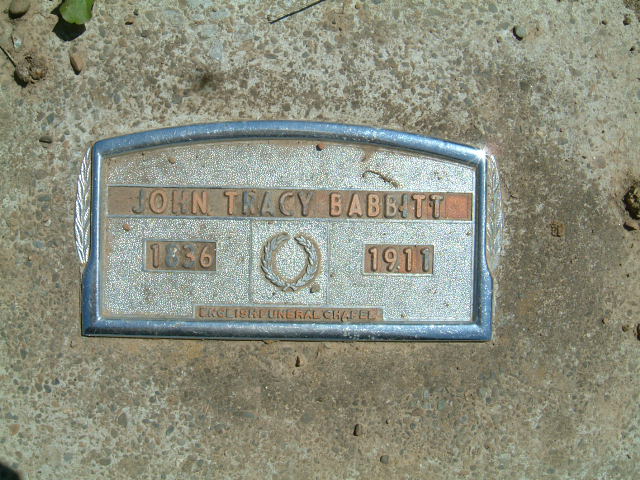 JOHN TRACY BABBITT
1836 1911
ENGLISH FUNERAL CHAPEL